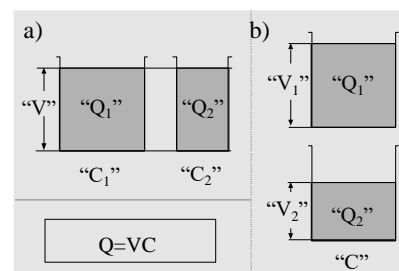 a)
“V” “Q₁” “Q₂”
“C₁” “C₂”
Q=VC
b)
“V₁” “Q₁”
“V₂” “Q₂”
“C”